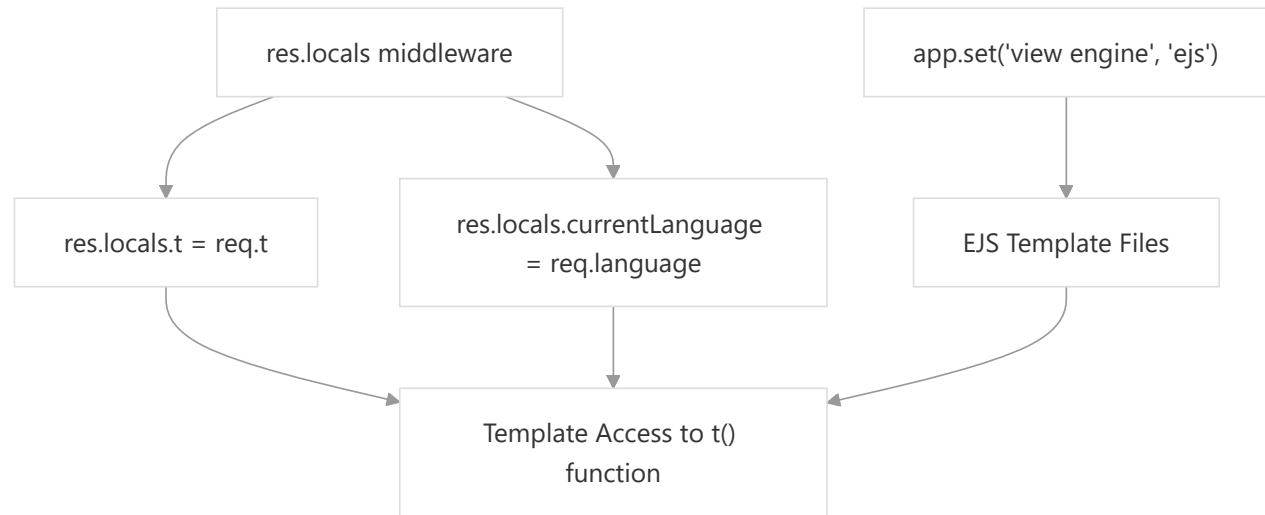 res.locals middleware
app.set('view engine', 'ejs')
res.locals.t = req.t
res.locals.currentLanguage
= req.language
EJS Template Files
Template Access to t()
function